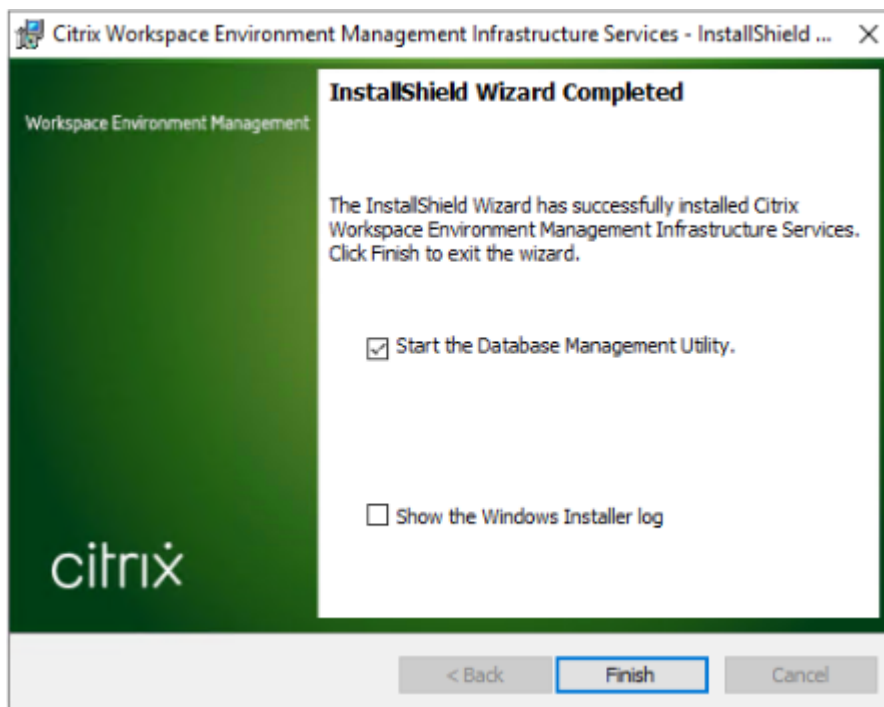 Citrix Workspace Environment Management Infrastructure Services - InstallShield ...
Workspace Environment Management
InstallShield Wizard Completed
The InstallShield Wizard has successfully installed Citrix
Workspace Environment Management Infrastructure Services.
Click Finish to exit the wizard.
Start the Database Management Utility.
Show the Windows Installer log
citrix
< Back
Finish
Cancel